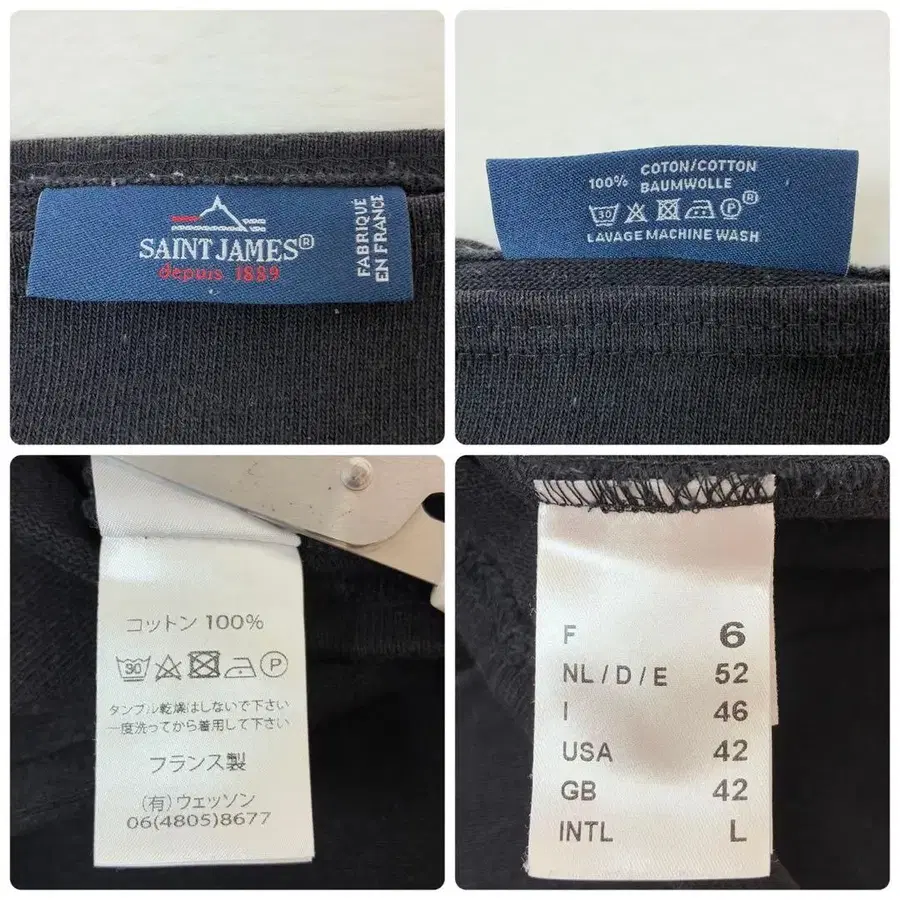 SAINT JAMES®
depuis 1889
FABRIQUE
EN FRANCE
100% COTON/COTTON
BAUMWOLLE
30 P ®
LAVAGE MACHINE WASH
コットン 100%
30 P
タンブル乾燥はしないで下さい
一度洗ってから着用して下さい
フランス製
(有)ウェッソン
06(4805)8677
F 6
NL / D / E 52
I 46
USA 42
GB 42
INTL L